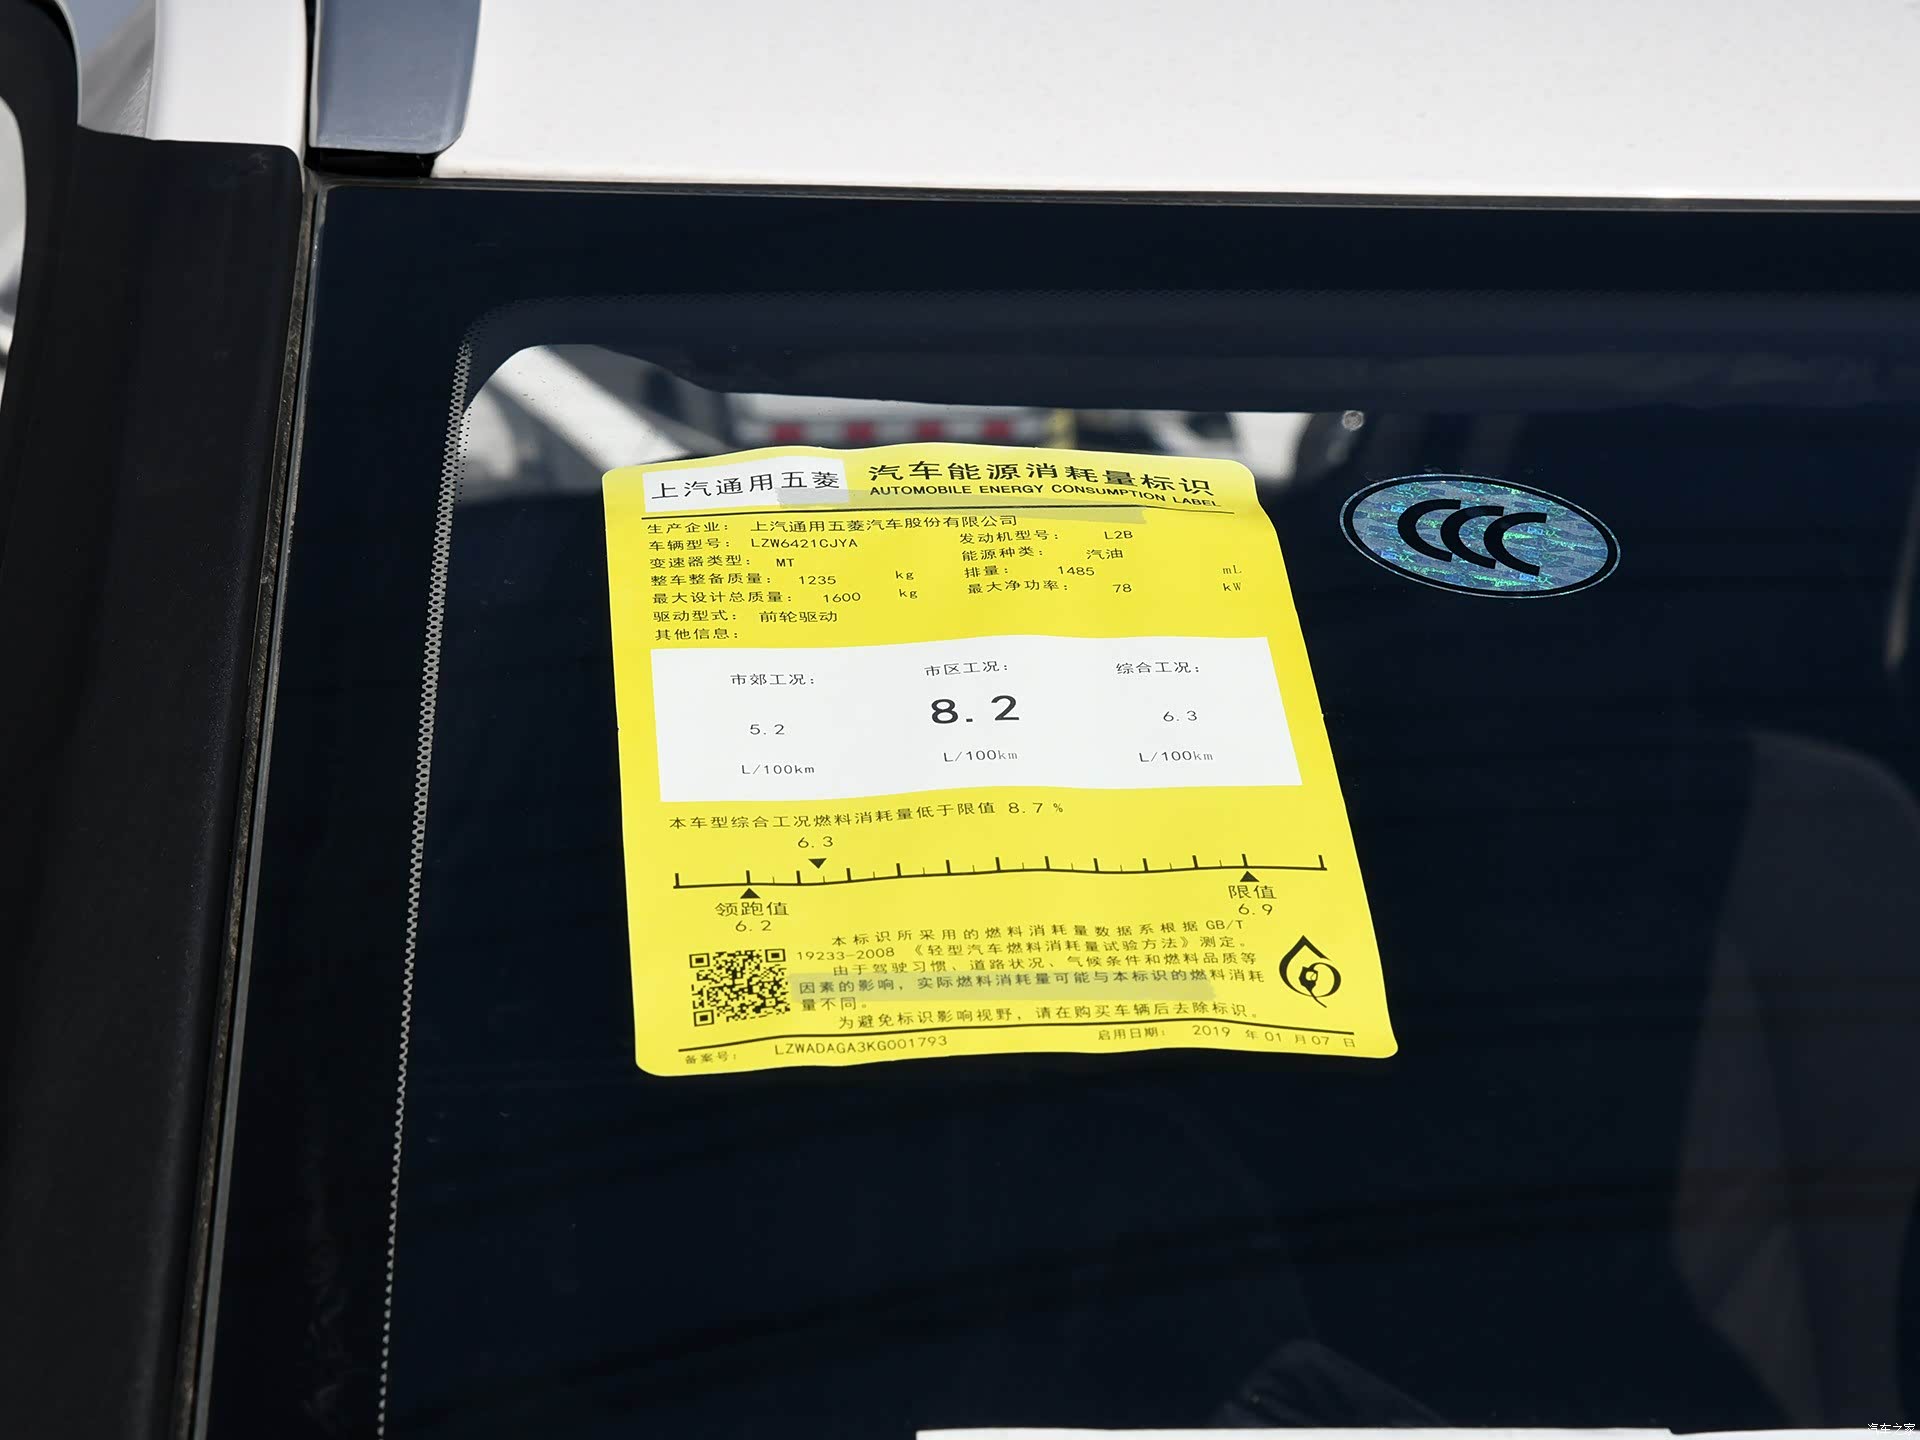 上汽通用五菱 汽车能源消耗量标识
AUTOMOBILE ENERGY CONSUMPTION LABEL
生产企业： 上汽通用五菱汽车股份有限公司
车辆型号： LZW6421CJYA 发动机型号： L2B
变速器类型： MT 能源种类： 汽油
整车整备质量： 1235 kg 排量： 1485 mL
最大设计总质量： 1600 kg 最大净功率： 78 kW
驱动型式： 前轮驱动
其他信息：
市郊工况： 市区工况： 综合工况：
5.2 8.2 6.3
L/100km L/100km L/100km
本车型综合工况燃料消耗量低于限值 8.7 %
6.3
领跑值 限值
6.2 6.9
本标识所采用的燃料消耗量数据系根据 GB/T
19233-2008 《轻型汽车燃料消耗量试验方法》测定。
由于驾驶习惯、道路状况、气候条件和燃料品质等
因素的影响，实际燃料消耗量可能与本标识的燃料消耗
量不同。
为避免标识影响视野，请在购买车辆后去除标识。
备案号： LZWADAGA3KG001793 启用日期： 2019 年 01 月 07 日
CCC
汽车之家